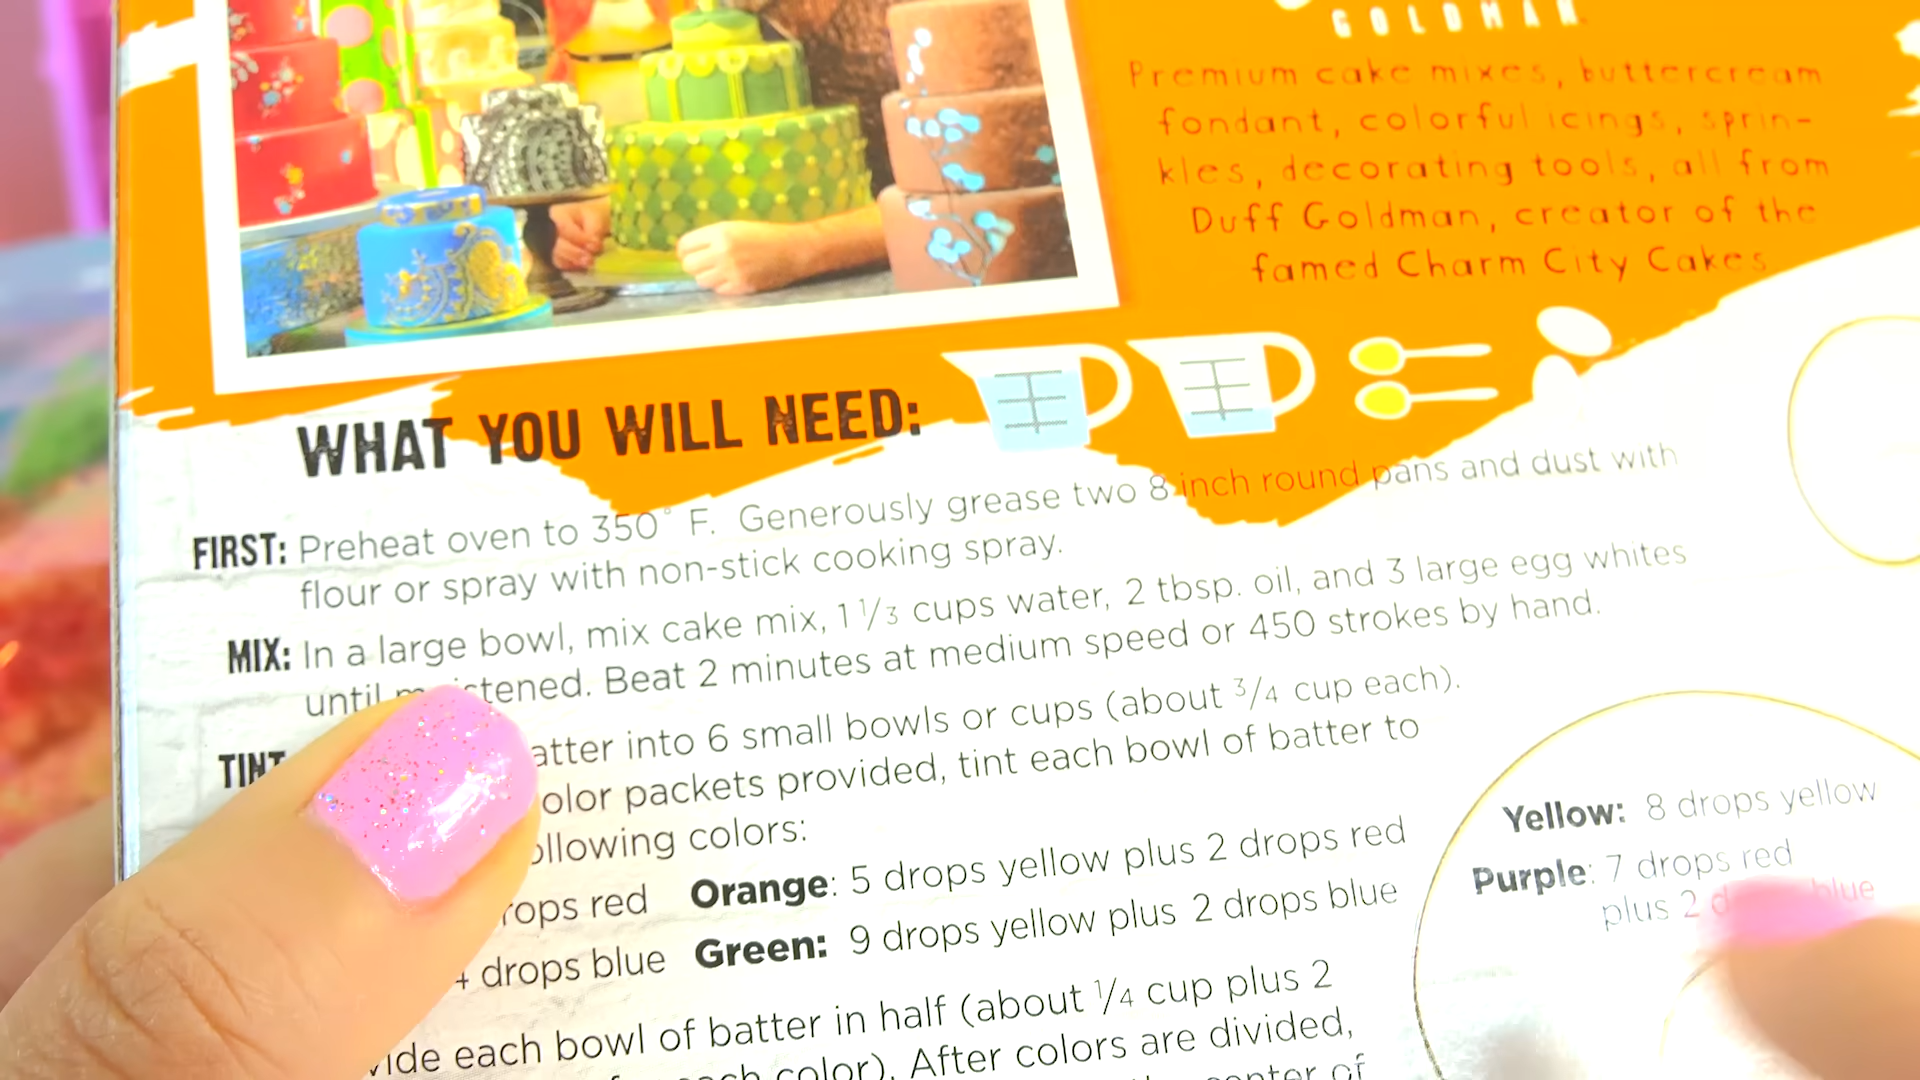 GOLDMAN
Premium cake mixes, buttercream
fondant, colorful icings, sprin-
kles, decorating tools, all from
Duff Goldman, creator of the
famed Charm City Cakes
WHAT YOU WILL NEED:
FIRST: Preheat oven to 350° F. Generously grease two 8 inch round pans and dust with
flour or spray with non-stick cooking spray.
MIX: In a large bowl, mix cake mix, 1 1/3 cups water, 2 tbsp. oil, and 3 large egg whites
until Beat 2 minutes at medium speed or 450 strokes by hand.
TINT into 6 small bowls or cups (about 3/4 cup each).
packets provided, tint each bowl of batter to
colors:
red Orange: 5 drops yellow plus 2 drops red
4 drops blue Green: 9 drops yellow plus 2 drops blue
Yellow: 8 drops yellow
Purple: 7 drops red
plus 2 blue
each bowl of batter in half (about 1/4 cup plus 2
color). After colors are divided,
center of